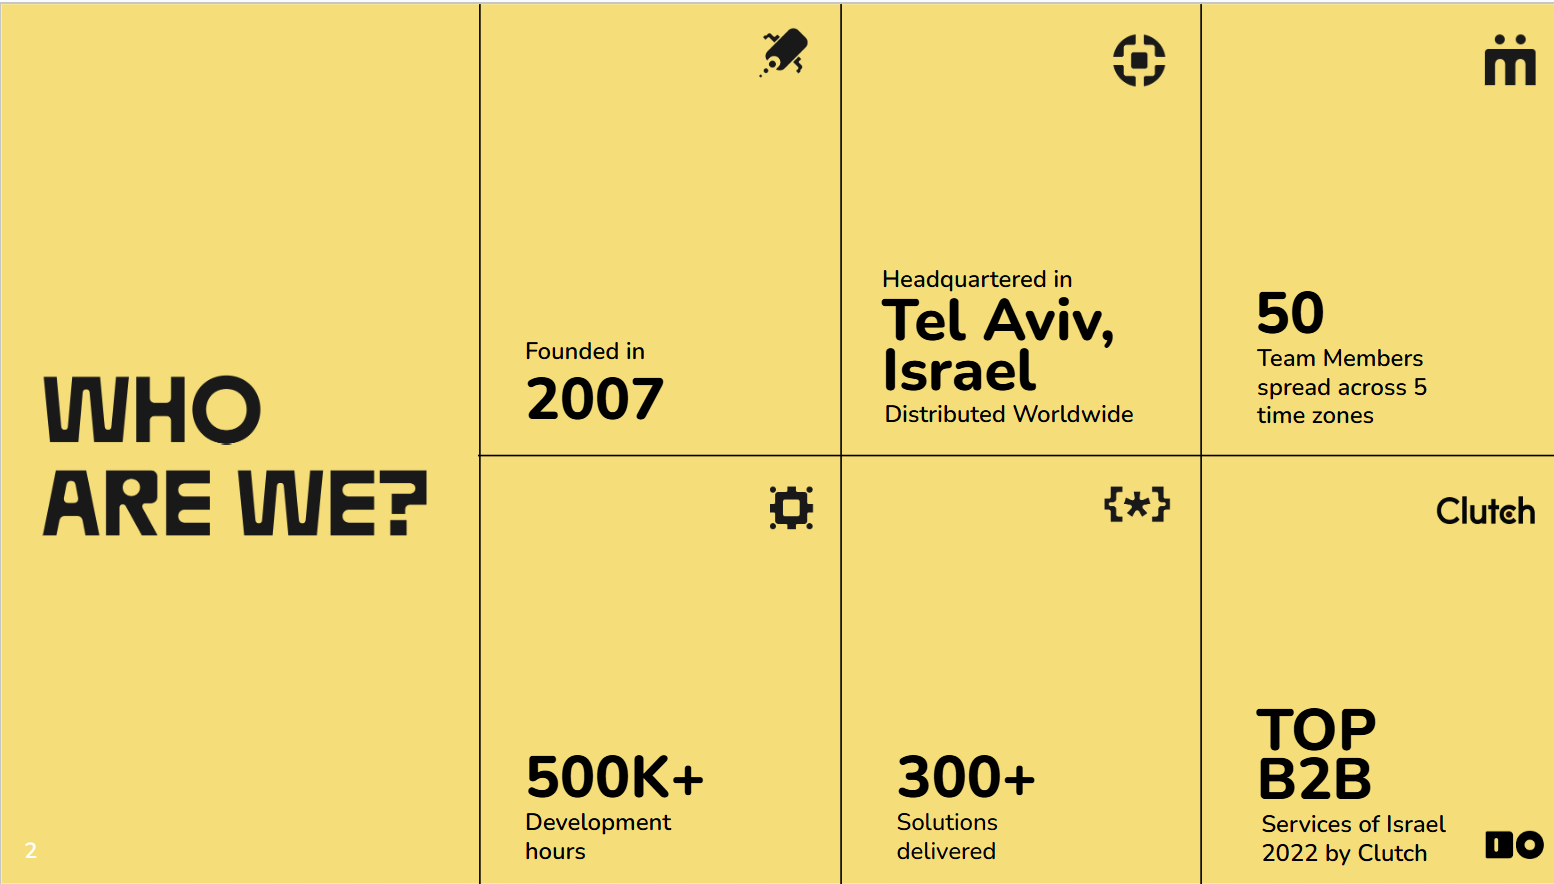 WHO
ARE WE?
Founded in
2007
Headquartered in
Tel Aviv,
Israel
Distributed Worldwide
50
Team Members
spread across 5
time zones
500K+
Development
hours
{*}
300+
Solutions
delivered
Clutch
TOP
B2B
Services of Israel
2022 by Clutch
2